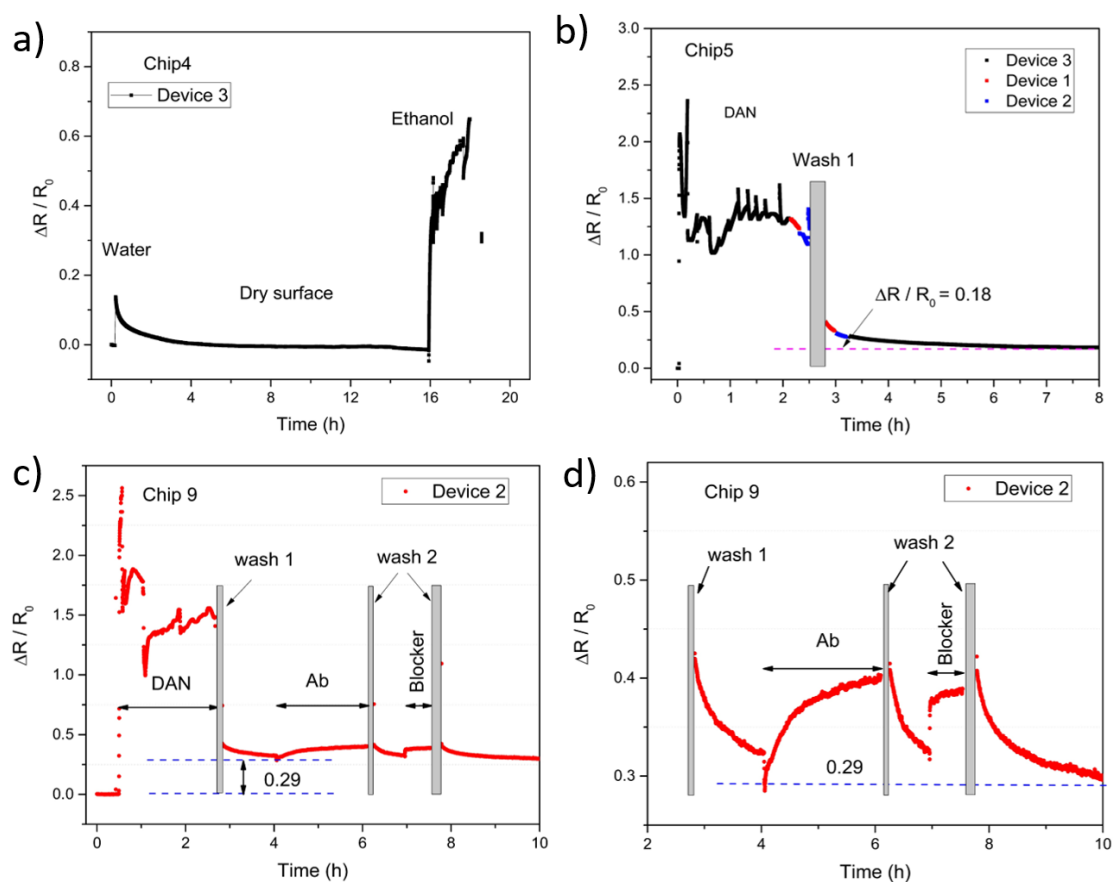 a)
Chip4
Device 3
Ethanol
Water
Dry surface
0.8
0.6
0.4
0.2
0.0
ΔR / R0
0
4
8
12
16
20
Time (h)
b)
Chip5
Device 3
Device 1
Device 2
DAN
Wash 1
ΔR / R0 = 0.18
3.0
2.5
2.0
1.5
1.0
0.5
0.0
ΔR / R0
0
1
2
3
4
5
6
7
8
Time (h)
c)
Chip 9
Device 2
wash 1
wash 2
DAN
Ab
Blocker
0.29
2.5
2.0
1.5
1.0
0.5
0.0
ΔR / R0
0
2
4
6
8
10
Time (h)
d)
Chip 9
Device 2
wash 1
wash 2
Ab
Blocker
0.29
0.6
0.5
0.4
0.3
ΔR / R0
2
4
6
8
10
Time (h)